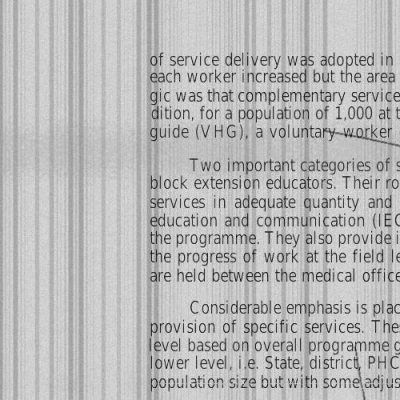 of service delivery was adopted in
each worker increased but the area
gic was that complementary service
dition, for a population of 1,000 at t
guide (VHG), a voluntary worker
Two important categories of s
block extension educators. Their ro
services in adequate quantity and
education and communication (IEC
the programme. They also provide i
the progress of work at the field le
are held between the medical office
Considerable emphasis is plac
provision of specific services. Thes
level based on overall programme g
lower level, i.e. State, district, PHC
population size but with some adjus